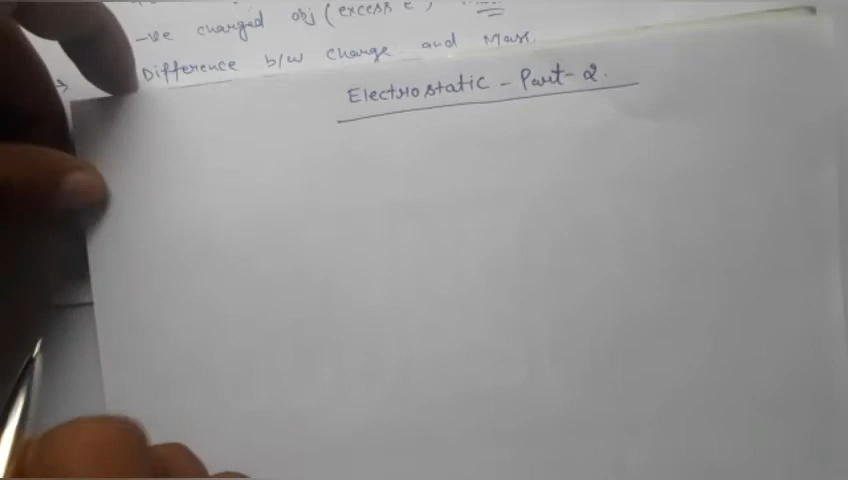 -ve charged obj (excess e
Difference b/w charge and Mass.
Electrostatic - Part-2.